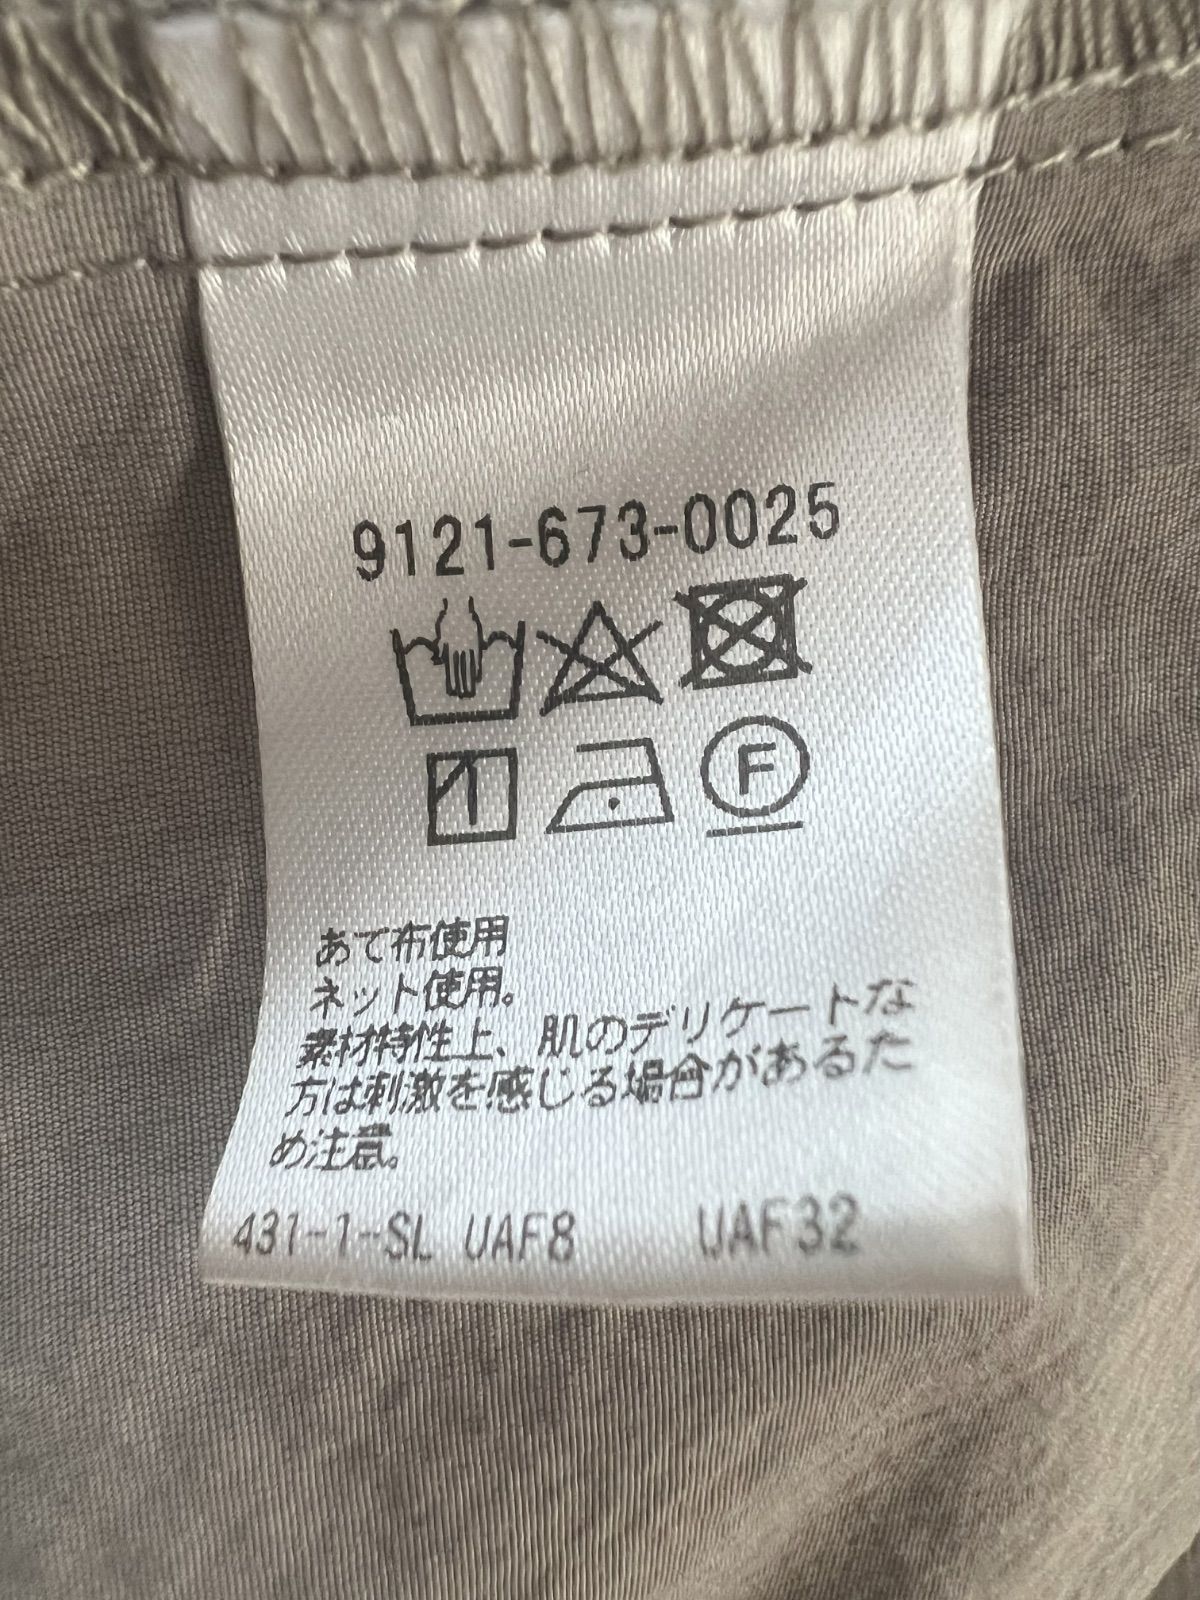 9121-673-0025
F
あて布使用
ネット使用。
素材特性上、肌のデリケートな
方は刺激を感じる場合があるた
め注意。
431-1-SL UAF8 UAF32